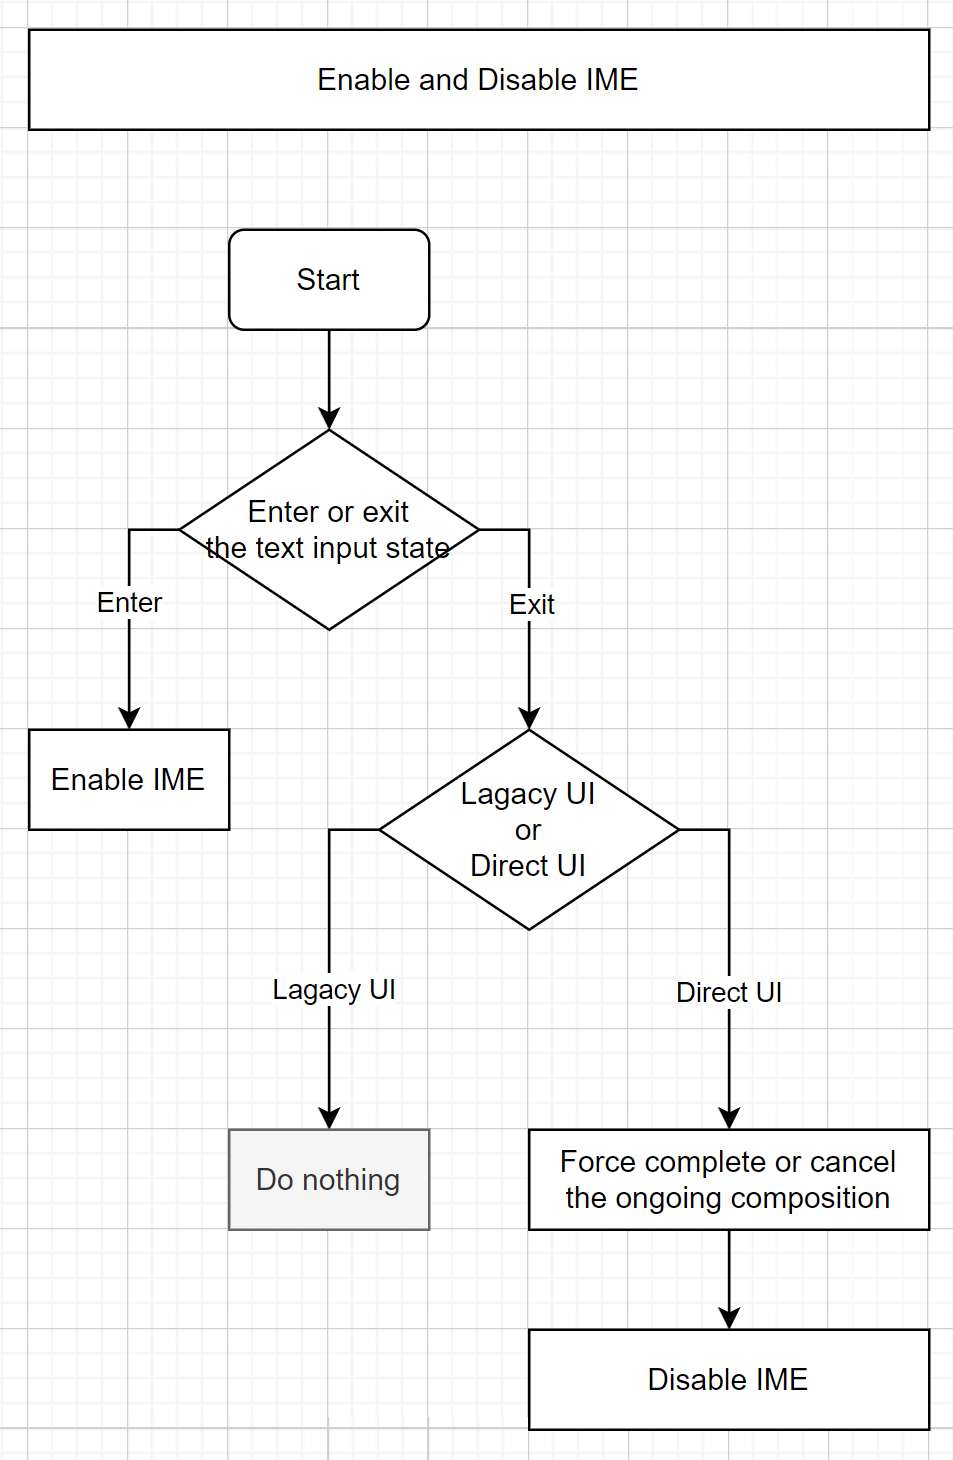 Enable and Disable IME
Start
Enter or exit
the text input state
Enter
Exit
Enable IME
Lagacy UI
or
Direct UI
Lagacy UI
Direct UI
Do nothing
Force complete or cancel
the ongoing composition
Disable IME